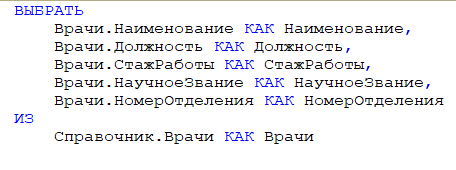 ВЫБРАТЬ
Врачи.Наименование КАК Наименование,
Врачи.Должность КАК Должность,
Врачи.СтажРаботы КАК СтажРаботы,
Врачи.НаучноеЗвание КАК НаучноеЗвание,
Врачи.НомерОтделения КАК НомерОтделения
ИЗ
Справочник.Врачи КАК Врачи